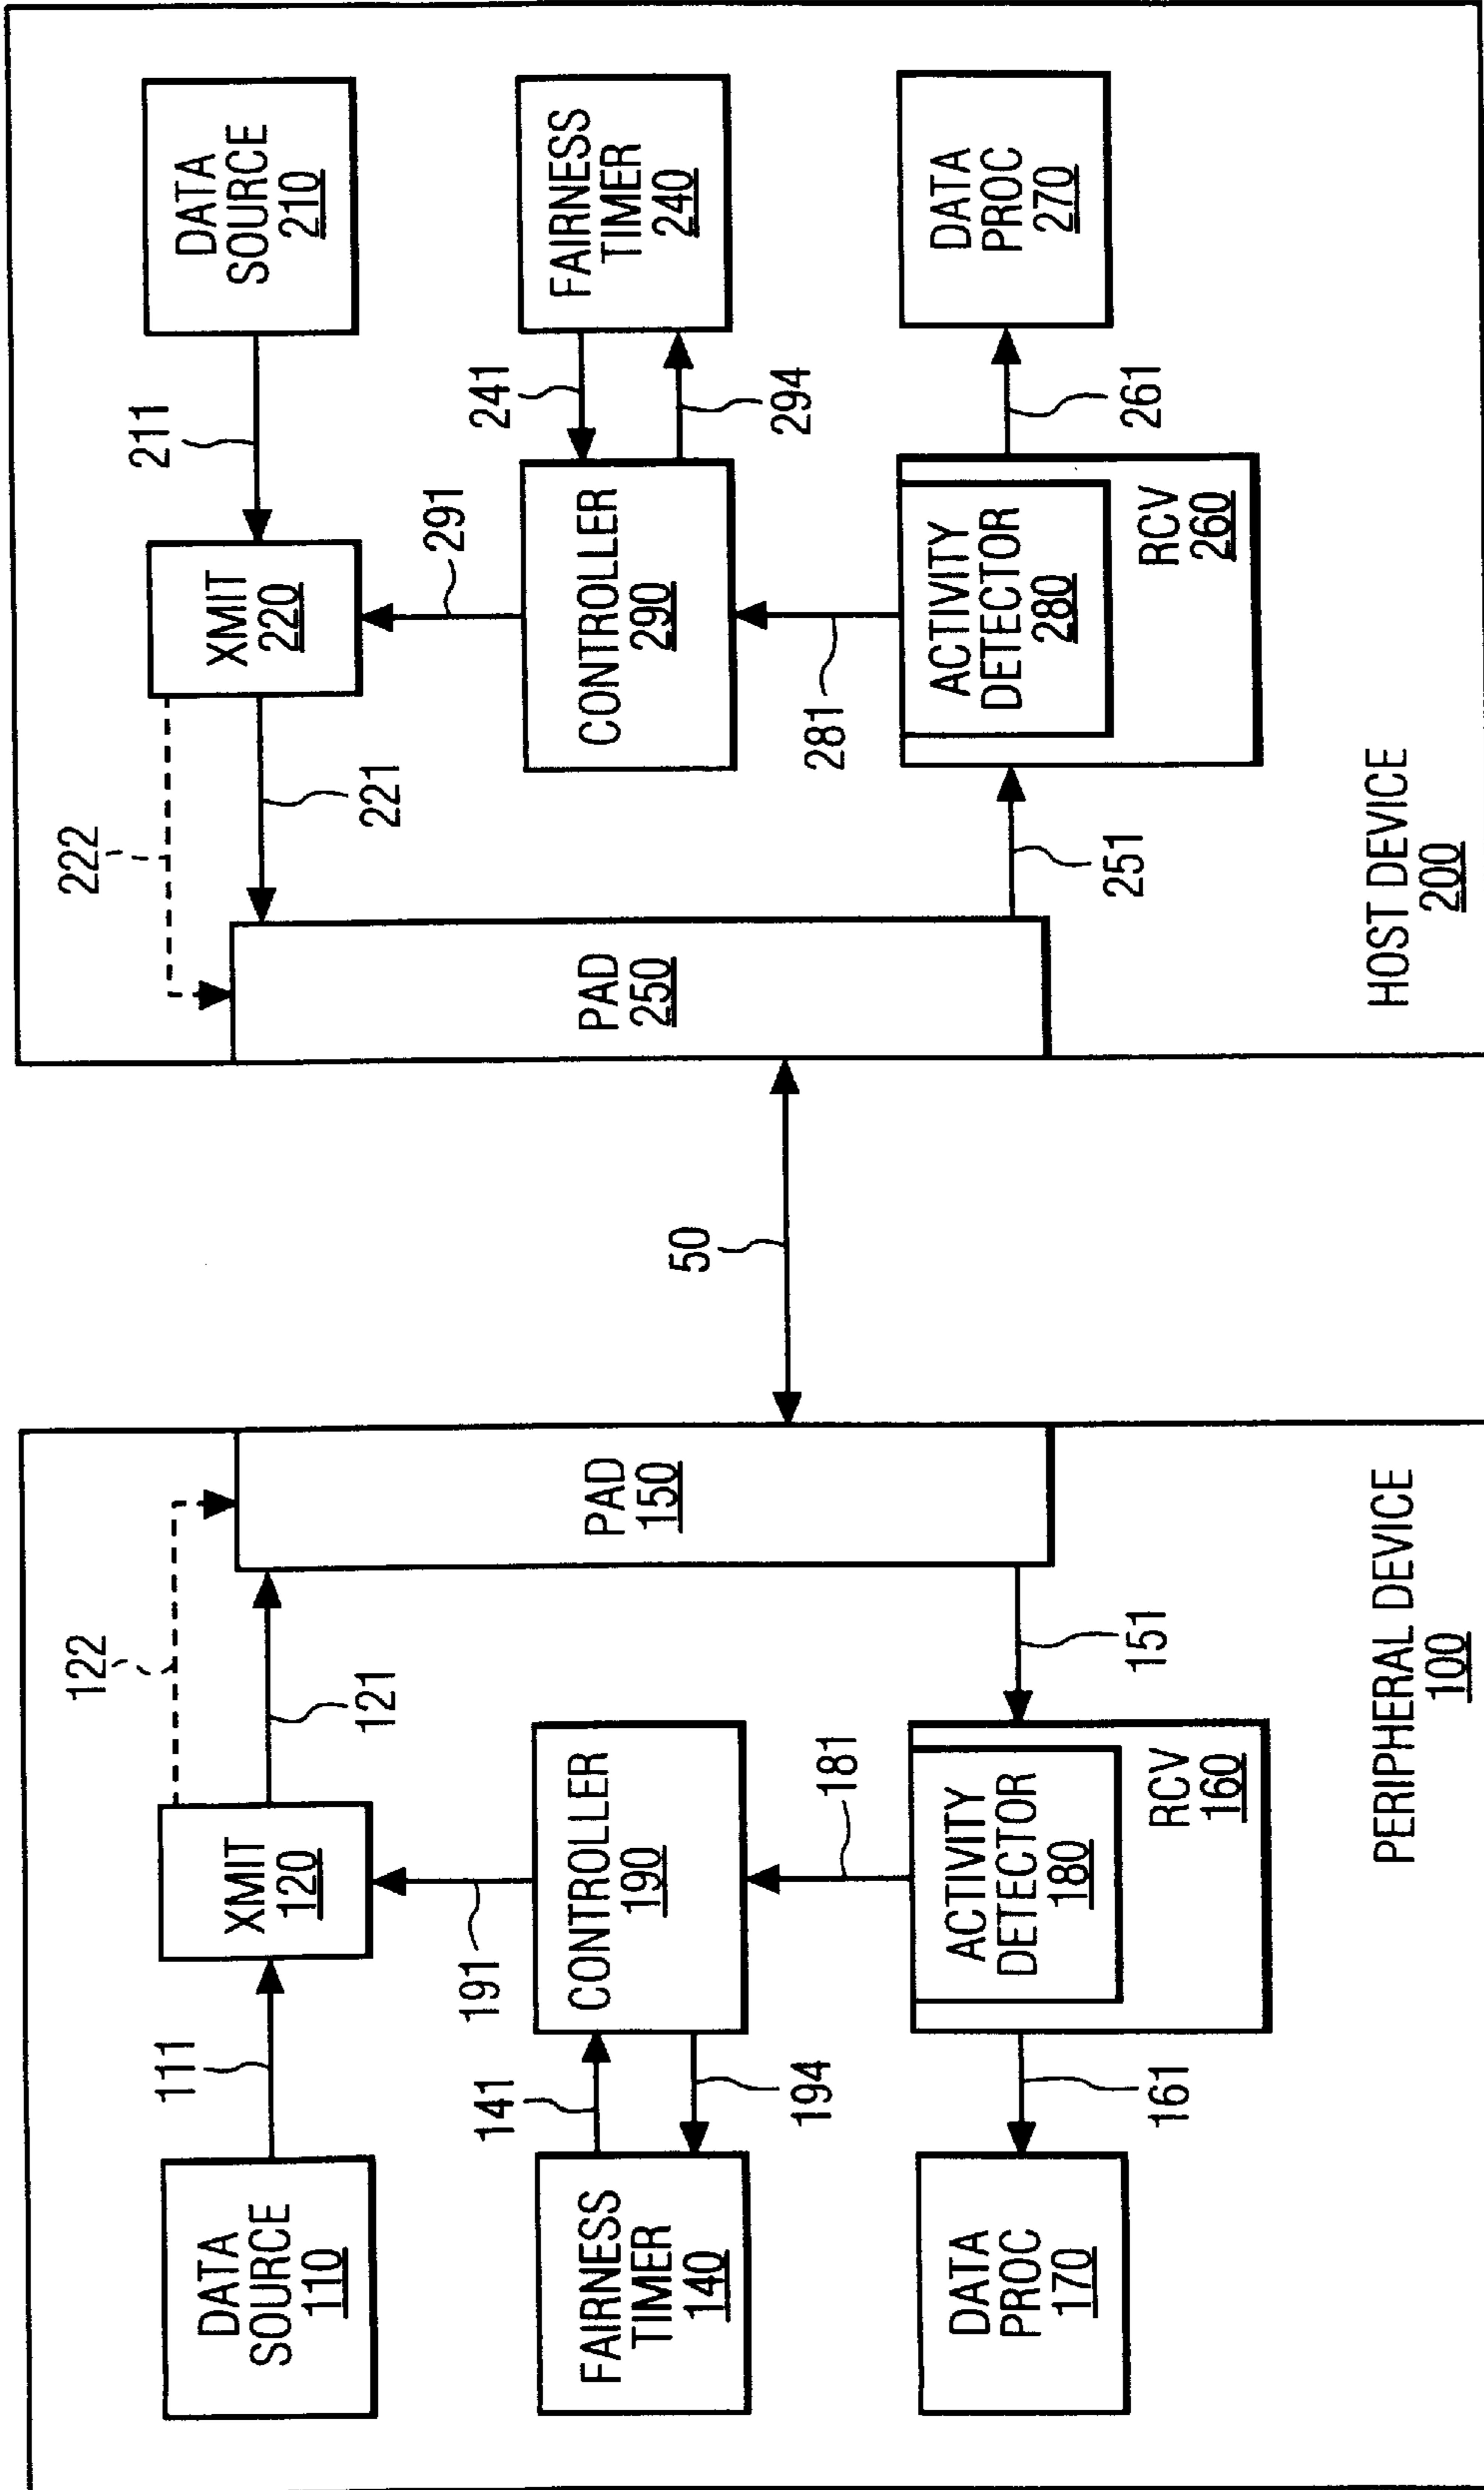 DATA
SOURCE
110
111
XMIT
120
122
121
191
FAIRNESS
TIMER
140
141
194
CONTROLLER
190
181
DATA
PROC
170
161
ACTIVITY
DETECTOR
180
RCV
160
151
PAD
150
PERIPHERAL DEVICE
100
50
PAD
250
222
221
XMIT
220
211
DATA
SOURCE
210
291
CONTROLLER
290
241
294
FAIRNESS
TIMER
240
281
251
ACTIVITY
DETECTOR
280
RCV
260
261
DATA
PROC
270
HOST DEVICE
200